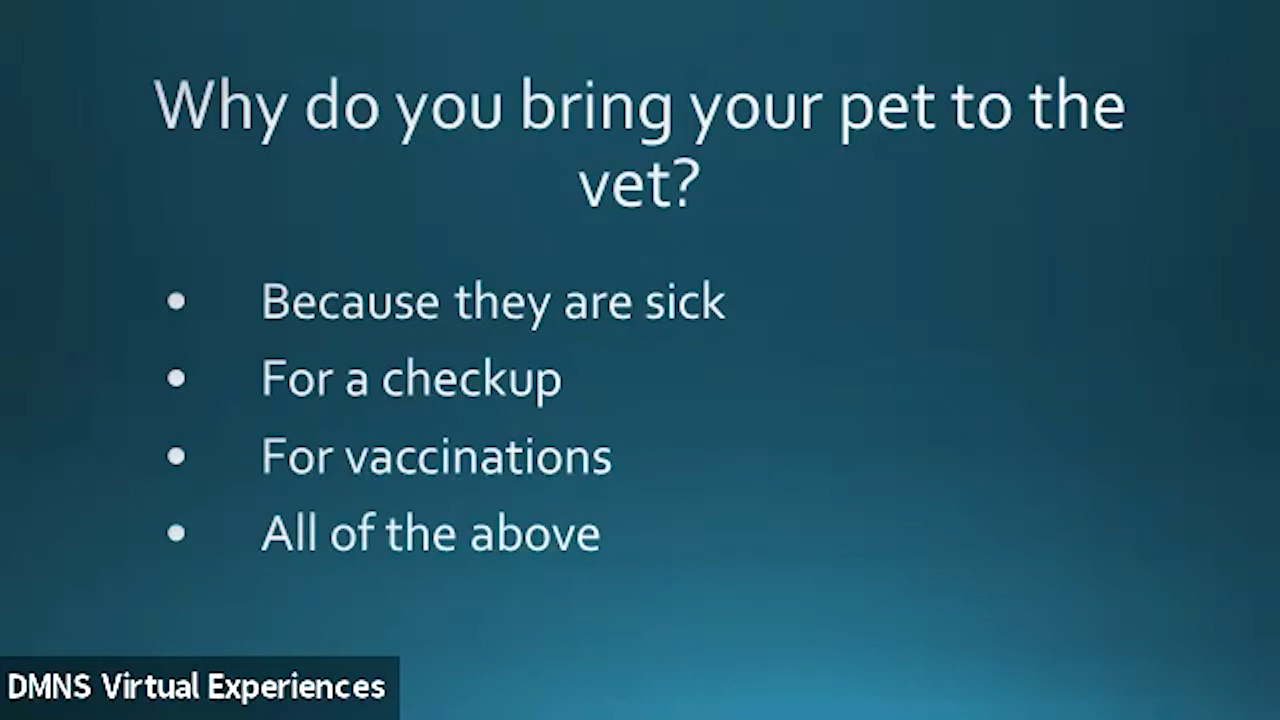 Why do you bring your pet to the
vet?
• Because they are sick
• For a checkup
• For vaccinations
• All of the above
DMNS Virtual Experiences